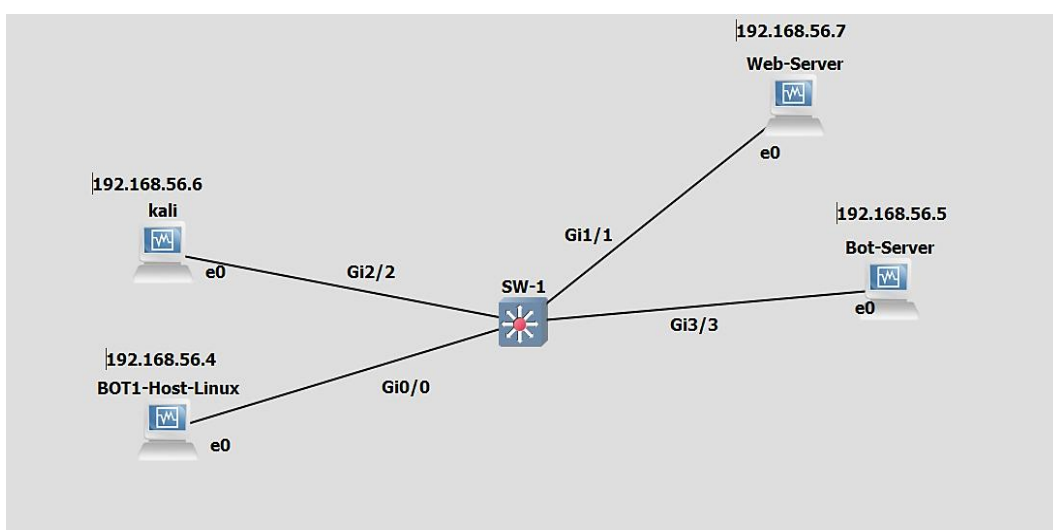 192.168.56.7
Web-Server
e0
192.168.56.6
kali
e0
192.168.56.5
Bot-Server
e0
Gi1/1
Gi2/2
SW-1
Gi3/3
192.168.56.4
BOT1-Host-Linux
Gi0/0
e0